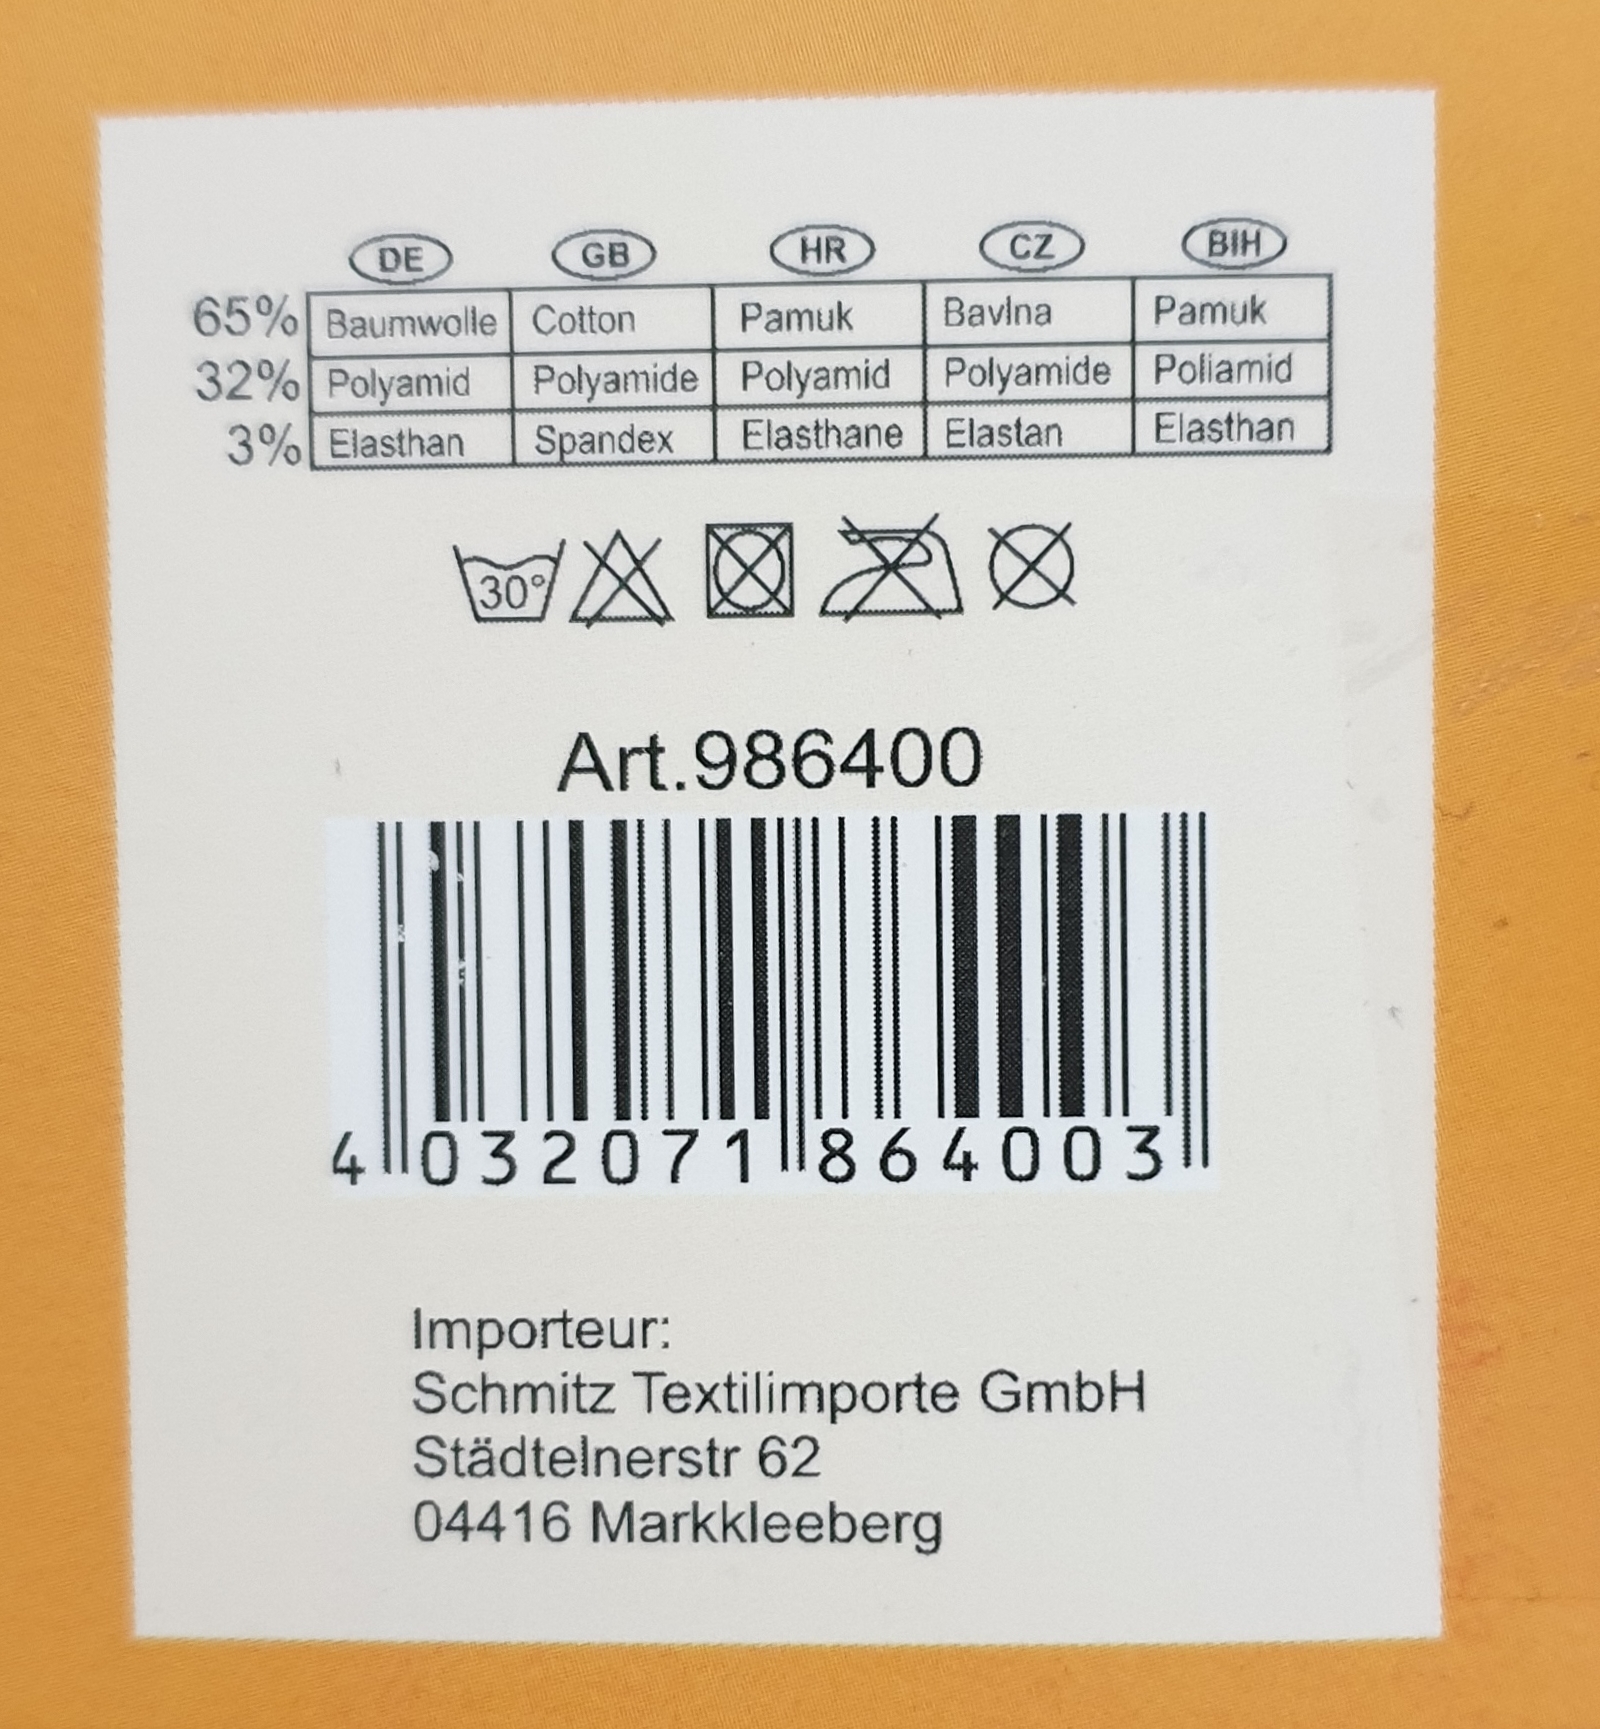 DE GB HR CZ BIH
65% Baumwolle Cotton Pamuk Bavlna Pamuk
32% Polyamid Polyamide Polyamid Polyamide Poliamid
3% Elasthan Spandex Elasthane Elastan Elasthan
30°
Art.986400
4 032071 864003
Importeur:
Schmitz Textilimporte GmbH
Städtelnerstr 62
04416 Markkleeberg